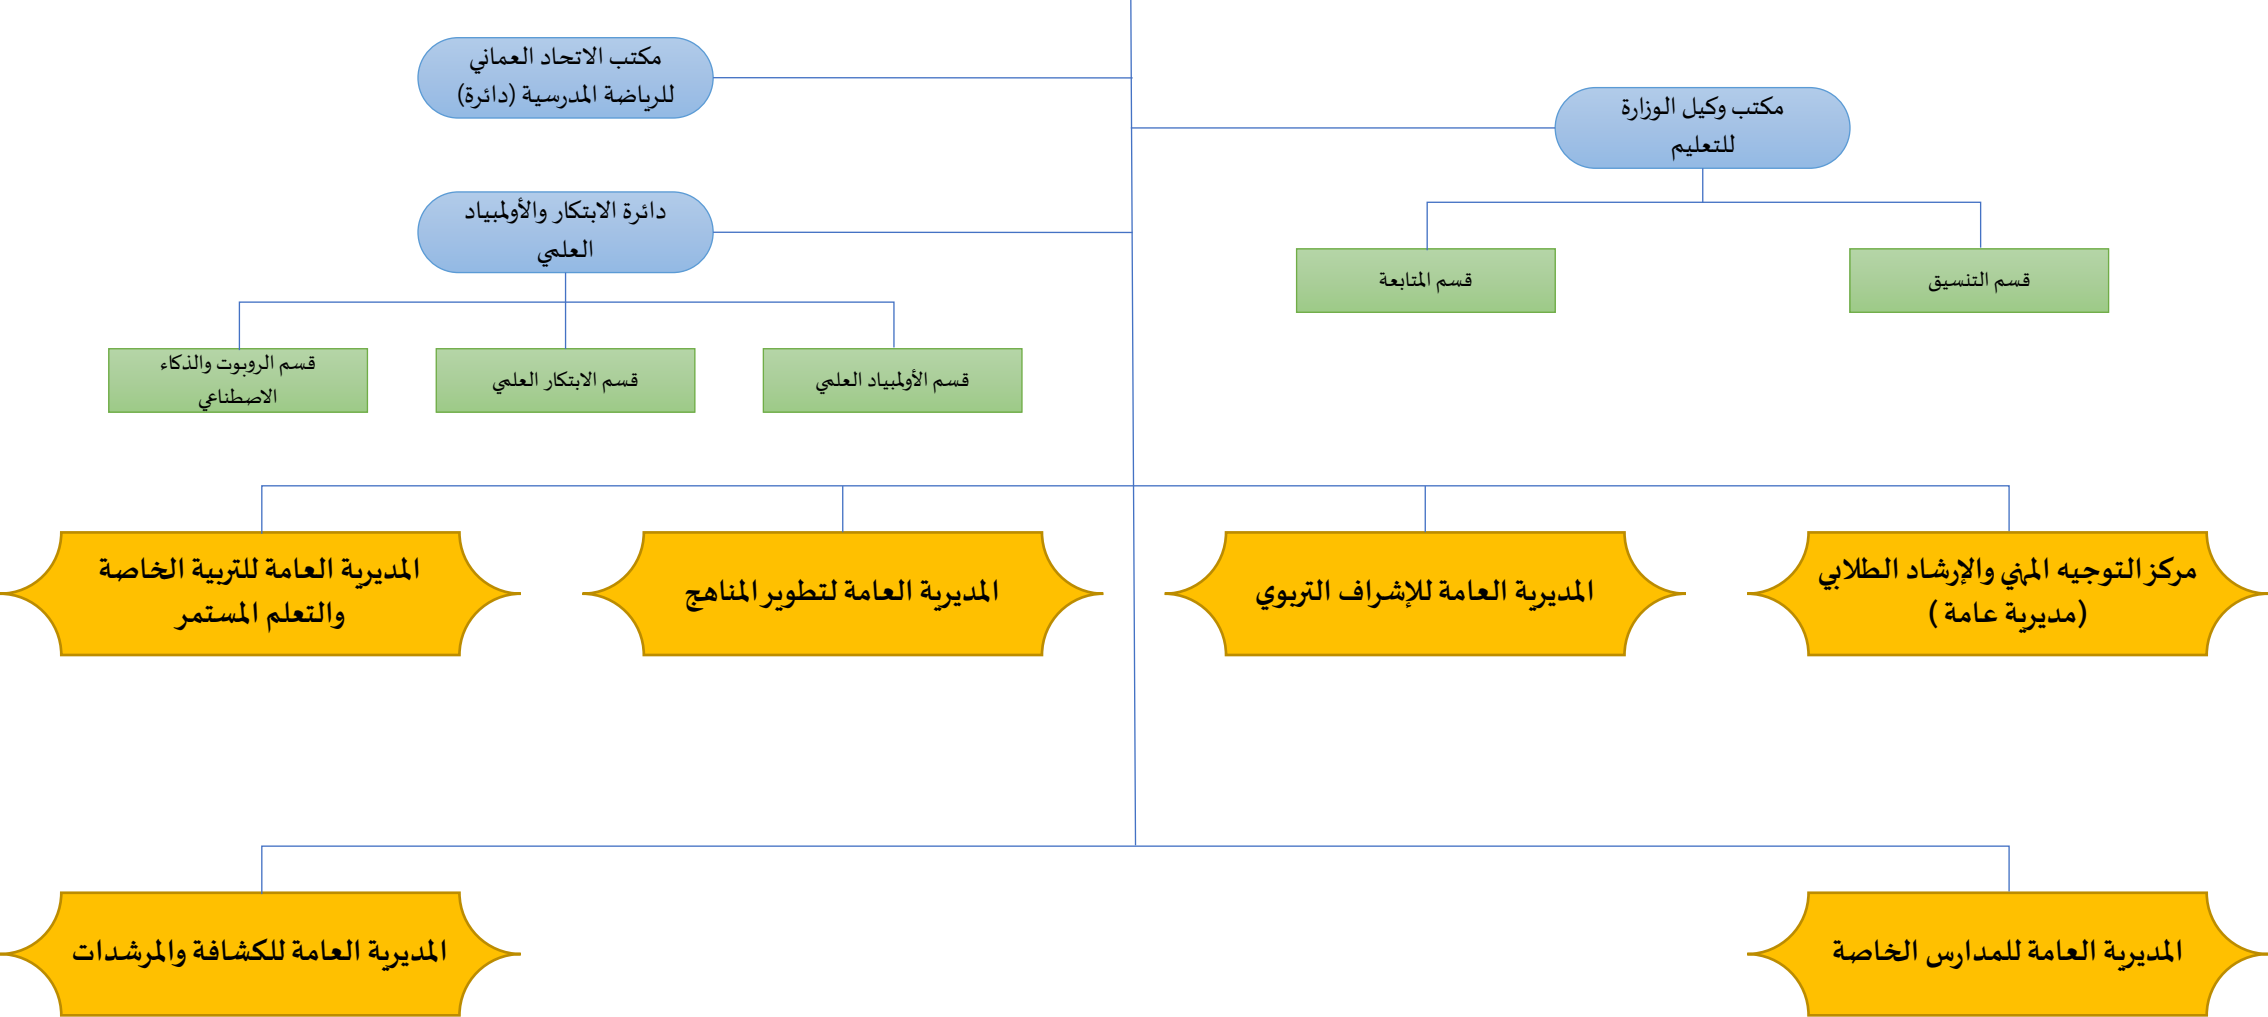 مكتب الاتحاد العماني
للرياضة المدرسية (دائرة)
مكتب وكيل الوزارة
للتعليم
دائرة الابتكار والأولمبياد
العلمي
قسم المتابعة
قسم التنسيق
قسم الروبوت والذكاء
الاصطناعي
قسم الابتكار العلمي
قسم الأولمبياد العلمي
مركز التوجيه المهني والإرشاد الطلابي
(مديرية عامة )
المديرية العامة للإشراف التربوي
المديرية العامة لتطوير المناهج
المديرية العامة للتربية الخاصة
والتعلم المستمر
المديرية العامة للمدارس الخاصة
المديرية العامة للكشافة والمرشدات